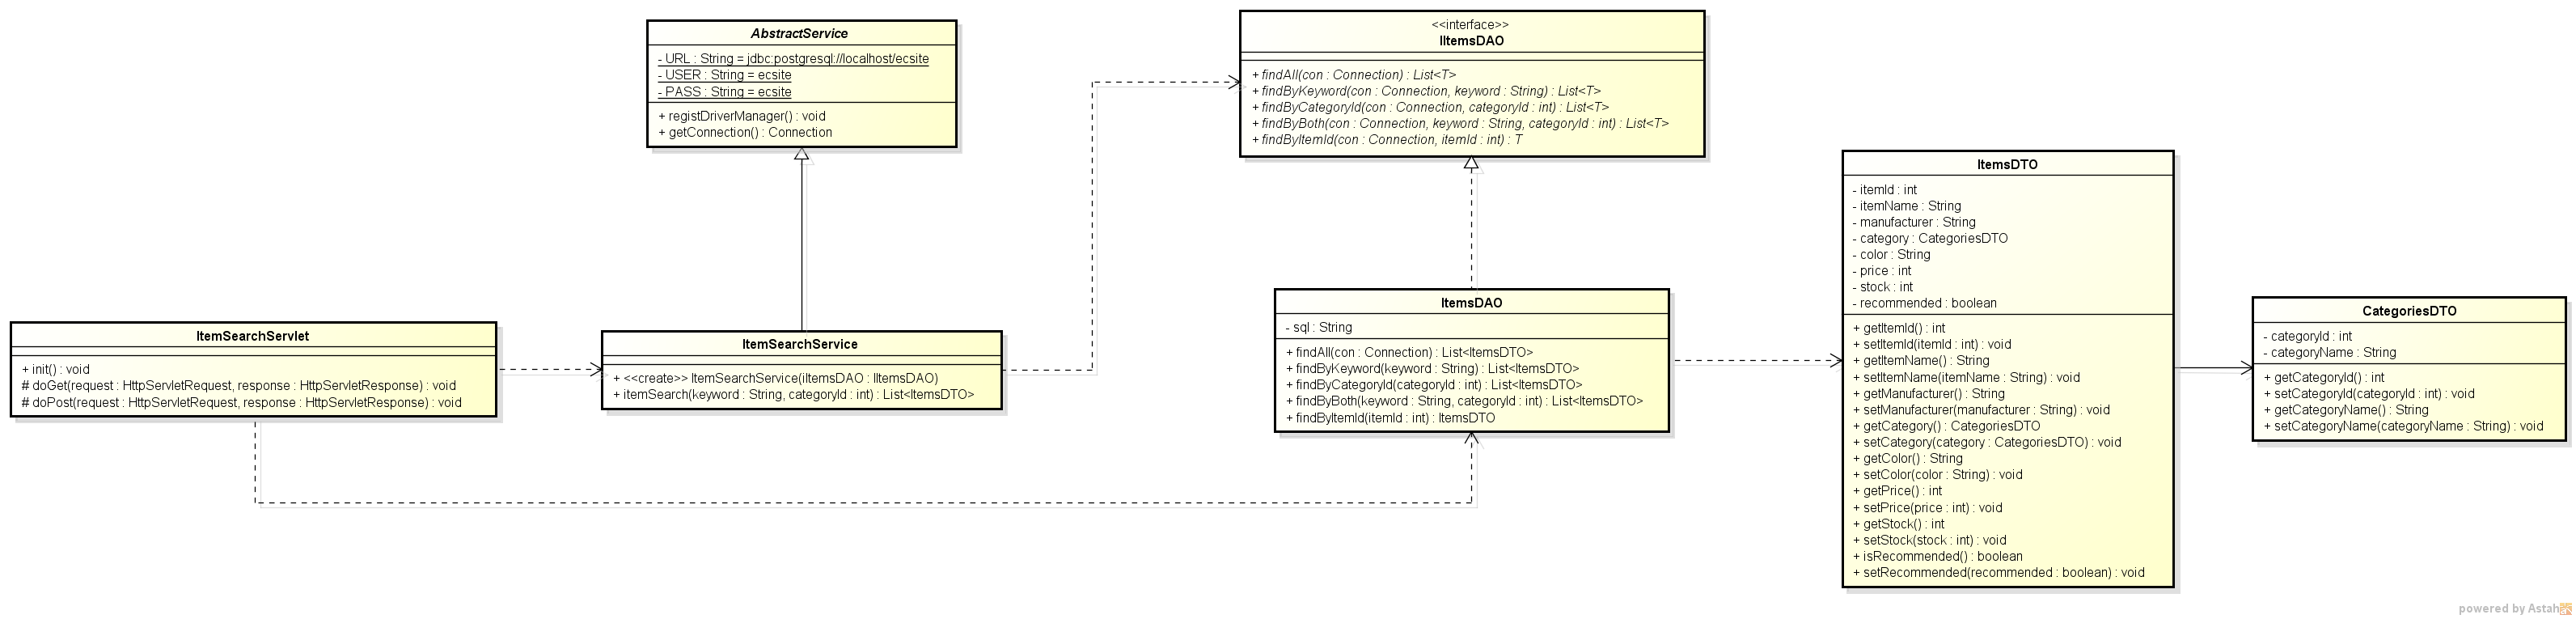 AbstractService
- URL : String = jdbc:postgresql://localhost/ecsite
- USER : String = ecsite
- PASS : String = ecsite
+ registDriverManager() : void
+ getConnection() : Connection
<<interface>>
IItemsDAO
+ findAll(con : Connection) : List<T>
+ findByKeyword(con : Connection, keyword : String) : List<T>
+ findByCategoryId(con : Connection, categoryId : int) : List<T>
+ findByBoth(con : Connection, keyword : String, categoryId : int) : List<T>
+ findByItemId(con : Connection, itemId : int) : T
ItemSearchServlet
+ init() : void
# doGet(request : HttpServletRequest, response : HttpServletResponse) : void
# doPost(request : HttpServletRequest, response : HttpServletResponse) : void
ItemSearchService
+ <<create>> ItemSearchService(iItemsDAO : IItemsDAO)
+ itemSearch(keyword : String, categoryId : int) : List<ItemsDTO>
ItemsDAO
- sql : String
+ findAll(con : Connection) : List<ItemsDTO>
+ findByKeyword(keyword : String) : List<ItemsDTO>
+ findByCategoryId(categoryId : int) : List<ItemsDTO>
+ findByBoth(keyword : String, categoryId : int) : List<ItemsDTO>
+ findByItemId(itemId : int) : ItemsDTO
ItemsDTO
- itemId : int
- itemName : String
- manufacturer : String
- category : CategoriesDTO
- color : String
- price : int
- stock : int
- recommended : boolean
+ getItemId() : int
+ setItemId(itemId : int) : void
+ getItemName() : String
+ setItemName(itemName : String) : void
+ getManufacturer() : String
+ setManufacturer(manufacturer : String) : void
+ getCategory() : CategoriesDTO
+ setCategory(category : CategoriesDTO) : void
+ getColor() : String
+ setColor(color : String) : void
+ getPrice() : int
+ setPrice(price : int) : void
+ getStock() : int
+ setStock(stock : int) : void
+ isRecommended() : boolean
+ setRecommended(recommended : boolean) : void
CategoriesDTO
- categoryId : int
- categoryName : String
+ getCategoryId() : int
+ setCategoryId(categoryId : int) : void
+ getCategoryName() : String
+ setCategoryName(categoryName : String) : void
powered by Astah